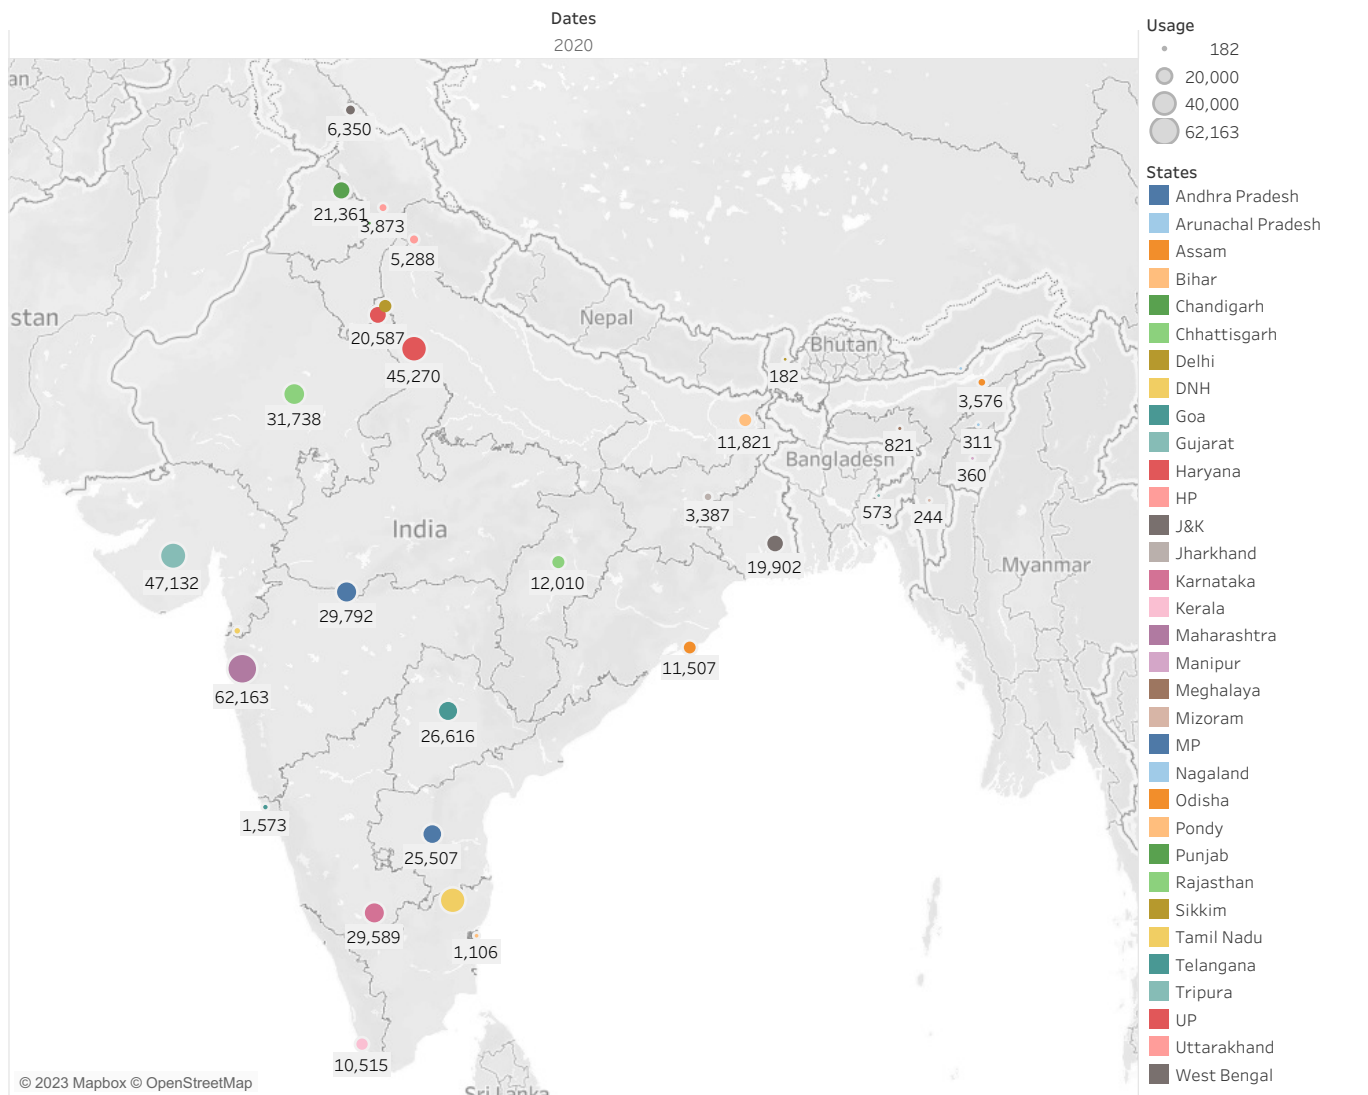 Dates
2020
an
6,350
21,361
3,873
5,288
stan
Nepal
20,587
Bhutan
45,270
182
3,576
31,738
11,821
821
311
Bangladesh
360
3,387
573
244
India
19,902
Myanmar
47,132
12,010
29,792
11,507
62,163
26,616
1,573
25,507
29,589
1,106
10,515
© 2023 Mapbox © OpenStreetMap
Sri Lanka
Usage
182
20,000
40,000
62,163
States
Andhra Pradesh
Arunachal Pradesh
Assam
Bihar
Chandigarh
Chhattisgarh
Delhi
DNH
Goa
Gujarat
Haryana
HP
J&K
Jharkhand
Karnataka
Kerala
Maharashtra
Manipur
Meghalaya
Mizoram
MP
Nagaland
Odisha
Pondy
Punjab
Rajasthan
Sikkim
Tamil Nadu
Telangana
Tripura
UP
Uttarakhand
West Bengal